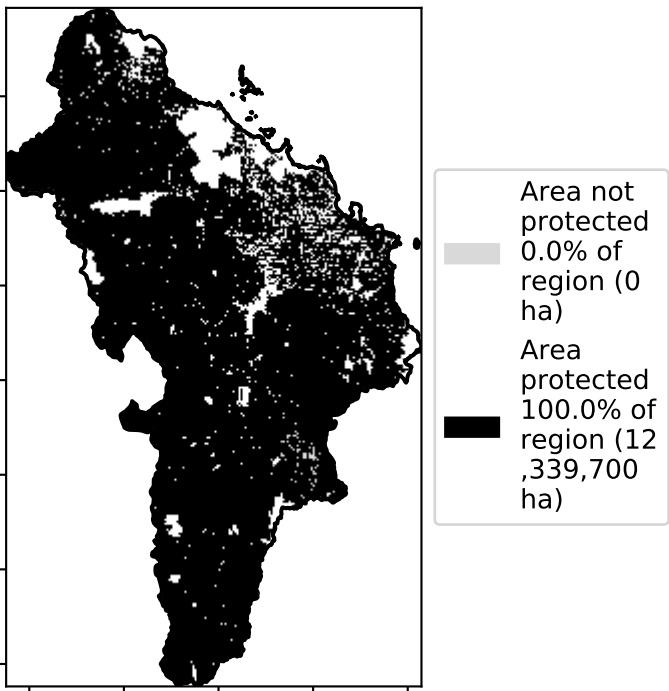 Area not
protected
0.0% of
region (0
ha)
Area
protected
100.0% of
region (12
,339,700
ha)